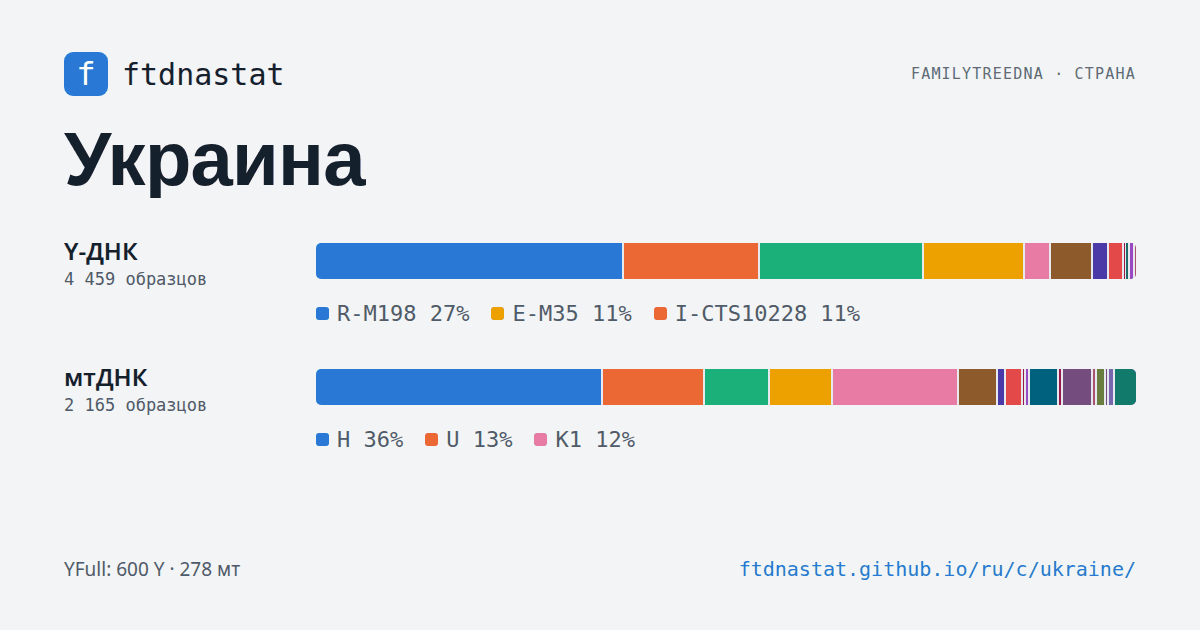 f ftdnastat
FAMILYTREEDNA · СТРАНА
Украина
Y-ДНК
4 459 образцов
R-M198 27% E-M35 11% I-CTS10228 11%
мтДНК
2 165 образцов
H 36% U 13% K1 12%
YFull: 600 Y · 278 мт
ftdnastat.github.io/ru/c/ukraine/